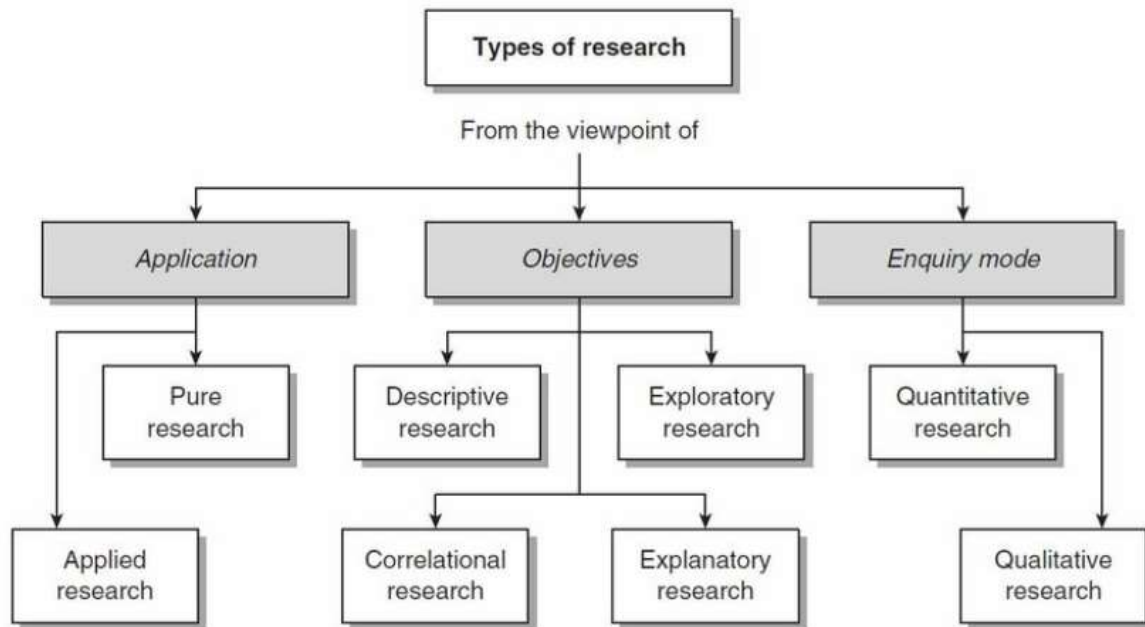 Types of research
From the viewpoint of
Application
Objectives
Enquiry mode
Pure
research
Descriptive
research
Exploratory
research
Quantitative
research
Applied
research
Correlational
research
Explanatory
research
Qualitative
research